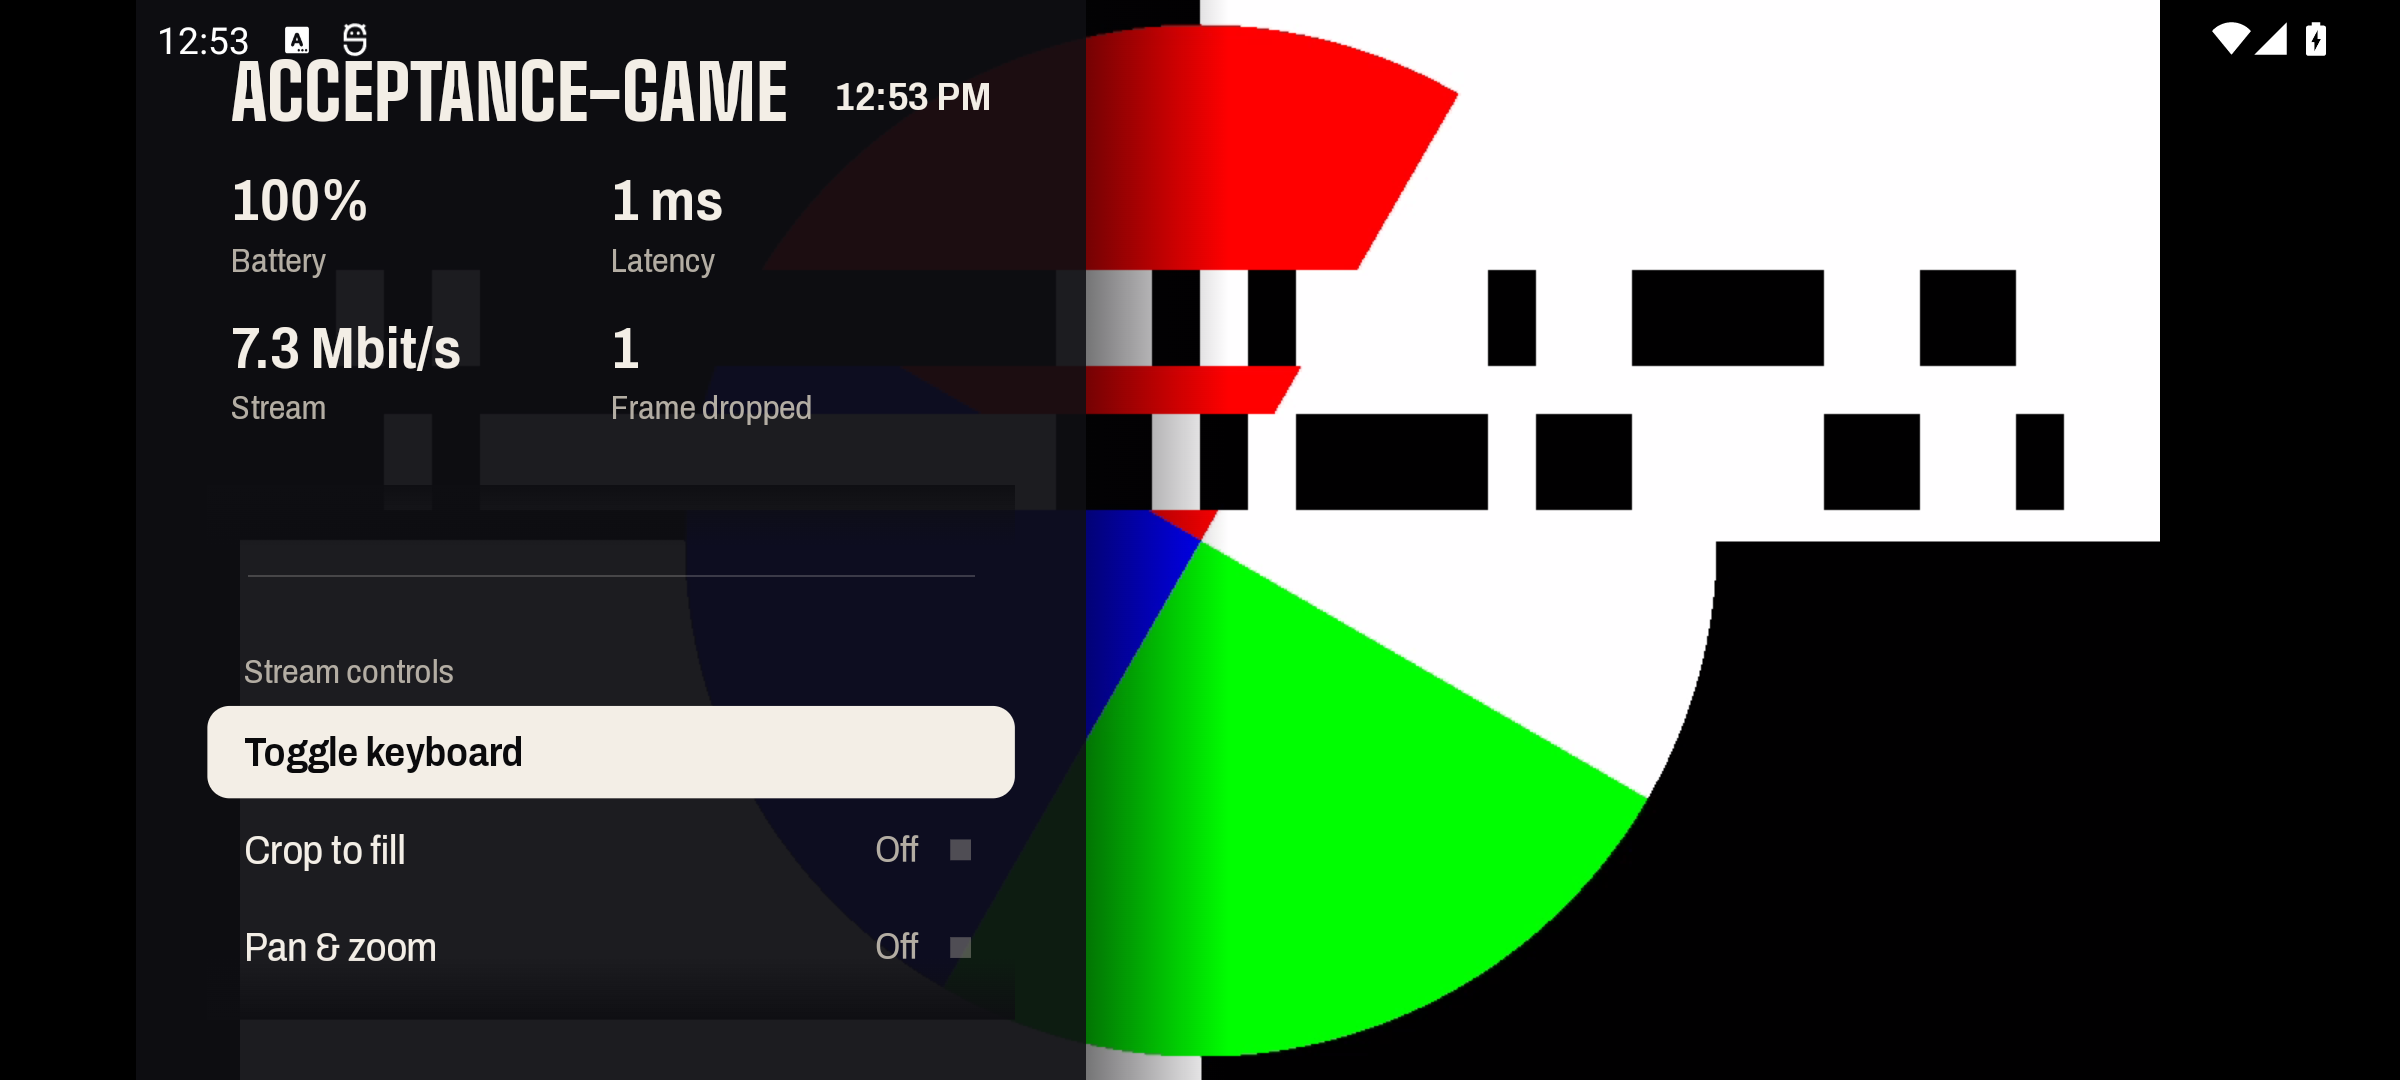 12:53
ACCEPTANCE-GAME 12:53 PM
100% 1 ms
Battery Latency
7.3 Mbit/s 1
Stream Frame dropped
Stream controls
Toggle keyboard
Crop to fill Off
Pan & zoom Off